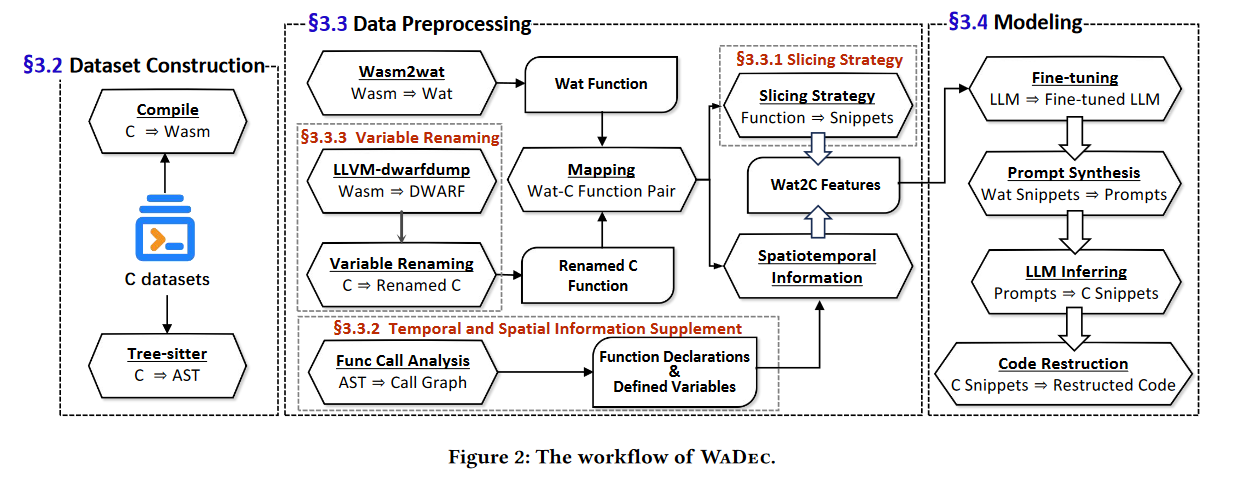 §3.2 Dataset Construction
Compile
C ⇒ Wasm
C datasets
Tree-sitter
C ⇒ AST
§3.3 Data Preprocessing
Wasm2wat
Wasm ⇒ Wat
Wat Function
§3.3.3 Variable Renaming
LLVM-dwarfdump
Wasm ⇒ DWARF
Variable Renaming
C ⇒ Renamed C
Mapping
Wat-C Function Pair
Renamed C
Function
§3.3.1 Slicing Strategy
Slicing Strategy
Function ⇒ Snippets
Wat2C Features
Spatiotemporal
Information
§3.3.2 Temporal and Spatial Information Supplement
Func Call Analysis
AST ⇒ Call Graph
Function Declarations
&
Defined Variables
§3.4 Modeling
Fine-tuning
LLM ⇒ Fine-tuned LLM
Prompt Synthesis
Wat Snippets ⇒ Prompts
LLM Inferring
Prompts ⇒ C Snippets
Code Restruction
C Snippets ⇒ Restructed Code
Figure 2: The workflow of WADEC.